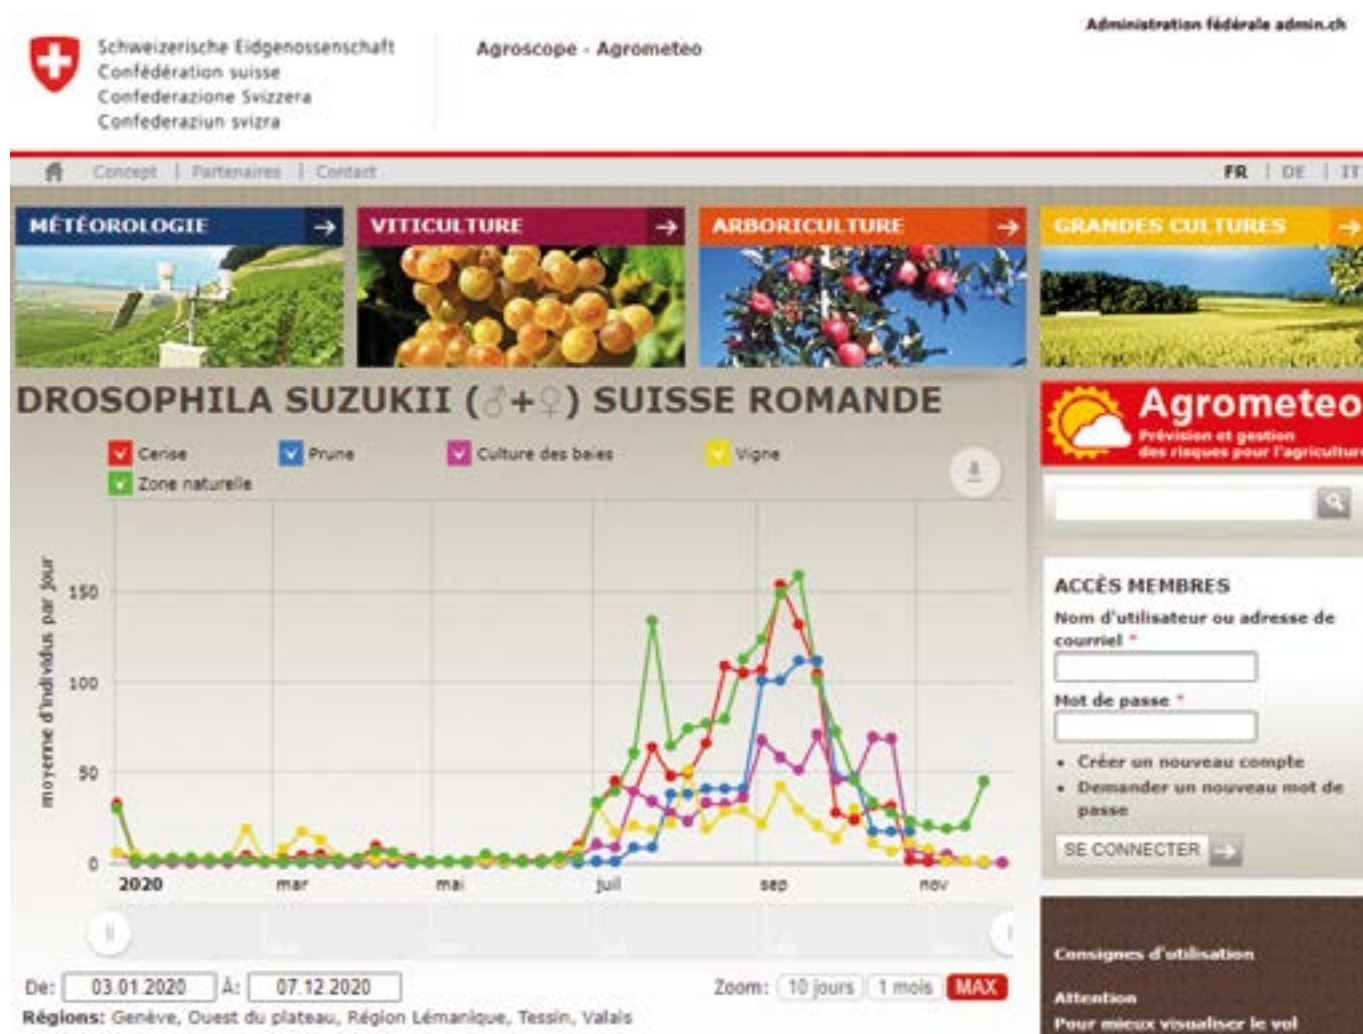 Administration fédérale admin.ch
Schweizerische Eidgenossenschaft
Confédération suisse
Confederazione Svizzera
Confederaziun svizra
Agroscope - Agrometeo
Concept | Partenaires | Contact
FR | DE | IT
MÉTÉOROLOGIE
VITICULTURE
ARBORICULTURE
GRANDES CULTURES
DROSOPHILA SUZUKII (♂+♀) SUISSE ROMANDE
Cerise
Prune
Culture des baies
Vigne
Zone naturelle
moyenne d'individus par jour
150
100
50
0
2020
mar
mai
juil
sep
nov
De: 03.01.2020 À: 07.12.2020
Zoom: 10 jours 1 mois MAX
Régions: Genève, Ouest du plateau, Région Lémanique, Tessin, Valais
Agrometeo
Prévision et gestion
des risques pour l'agriculture
ACCÈS MEMBRES
Nom d'utilisateur ou adresse de
courriel *
Mot de passe *
• Créer un nouveau compte
• Demander un nouveau mot de
passe
SE CONNECTER
Consignes d'utilisation
Attention
Pour mieux visualiser le vol